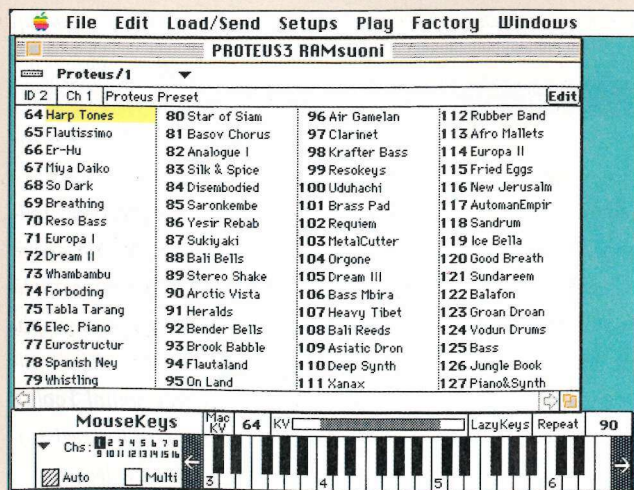 File Edit Load/Send Setups Play Factory Windows
PROTEUS3 RAMsuoni
Proteus/1
ID 2 Ch 1 Proteus Preset Edit
64 Harp Tones
65 Flautissimo
66 Er-Hu
67 Miya Daiko
68 So Dark
69 Breathing
70 Reso Bass
71 Europa I
72 Dream II
73 Whambambu
74 Forboding
75 Tabla Tarang
76 Elec. Piano
77 Eurostructur
78 Spanish Ney
79 Whistling
80 Star of Siam
81 Basov Chorus
82 Analogue I
83 Silk & Spice
84 Disembodied
85 Saronkembe
86 Yesir Rebab
87 Sukiyaki
88 Bali Bells
89 Stereo Shake
90 Arctic Vista
91 Heralds
92 Bender Bells
93 Brook Babble
94 Flautaland
95 On Land
96 Air Gamelan
97 Clarinet
98 Krafter Bass
99 Resokeys
100 Uduhachi
101 Brass Pad
102 Requiem
103 MetalCutter
104 Orgone
105 Dream III
106 Bass Mbira
107 Heavy Tibet
108 Bali Reeds
109 Asiatic Dron
110 Deep Synth
111 Xanax
112 Rubber Band
113 Afro Mallets
114 Europa II
115 Fried Eggs
116 New Jerusalm
117 AutomanEmpir
118 Sandrum
119 Ice Bella
120 Good Breath
121 Sundareem
122 Balafon
123 Groan Droan
124 Vodun Drums
125 Bass
126 Jungle Book
127 Piano&Synth
MouseKeys Mac KV 64 KV LazyKeys Repeat 90
Chs: 1 2 3 4 5 6 7 8
9 10 11 12 13 14 15 16
Auto Multi
3 4 5 6